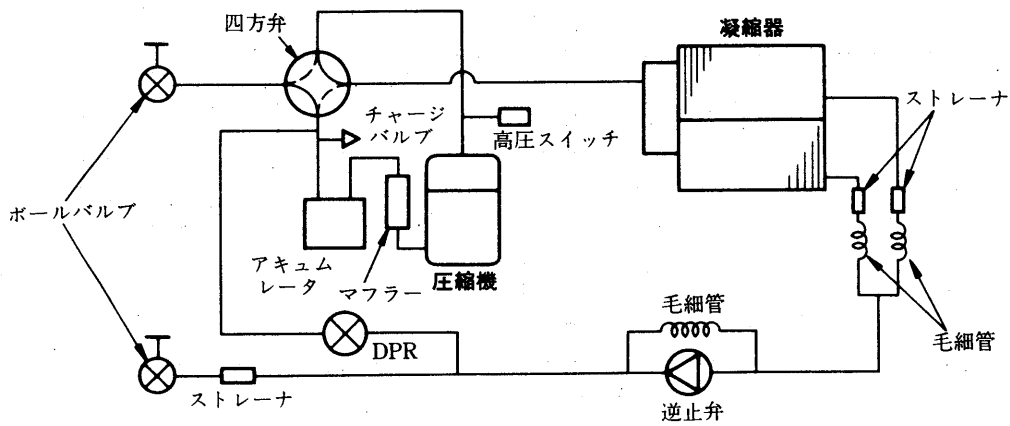 四方弁
凝縮器
ストレーナ
チャージ
バルブ
高圧スイッチ
ボールバルブ
アキュム
レータ
マフラー
圧縮機
毛細管
毛細管
DPR
ストレーナ
逆止弁